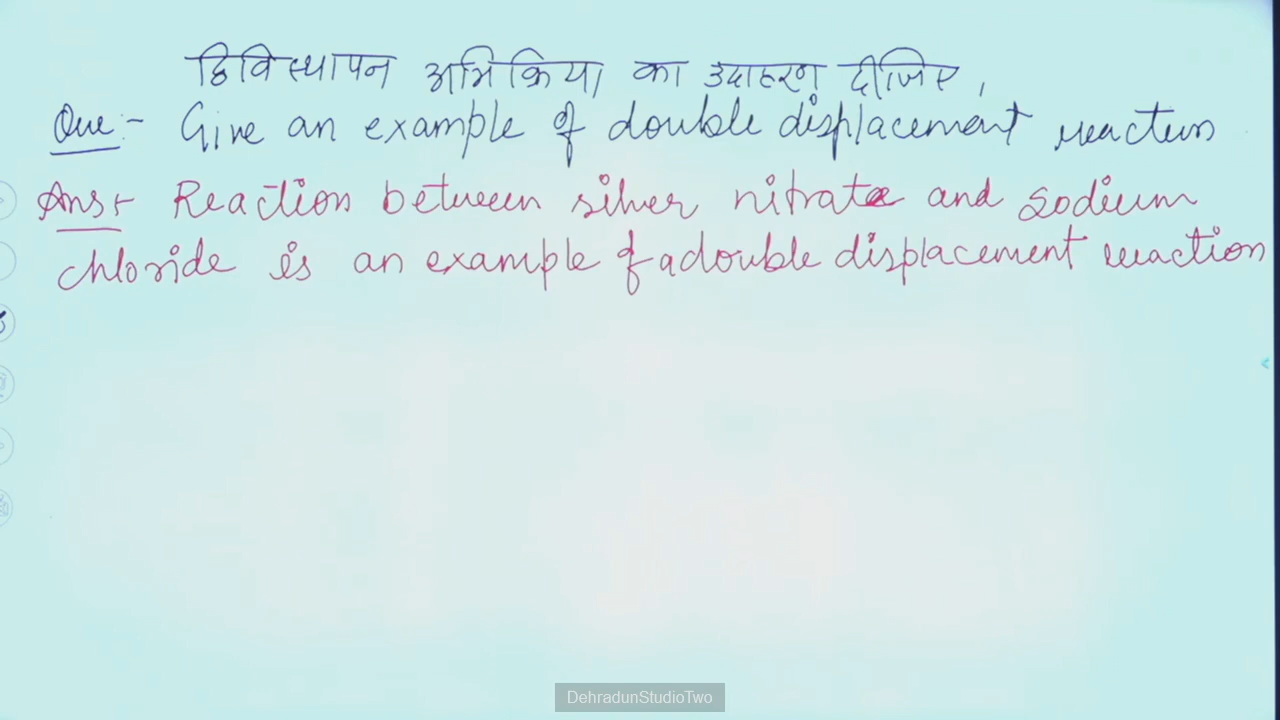 द्विविस्थापन अभिक्रिया का उदाहरण दीजिए,
Que:- Give an example of double displacement reaction
Ans:- Reaction between silver nitrate and sodium
chloride is an example of a double displacement reaction
DehradunStudioTwo